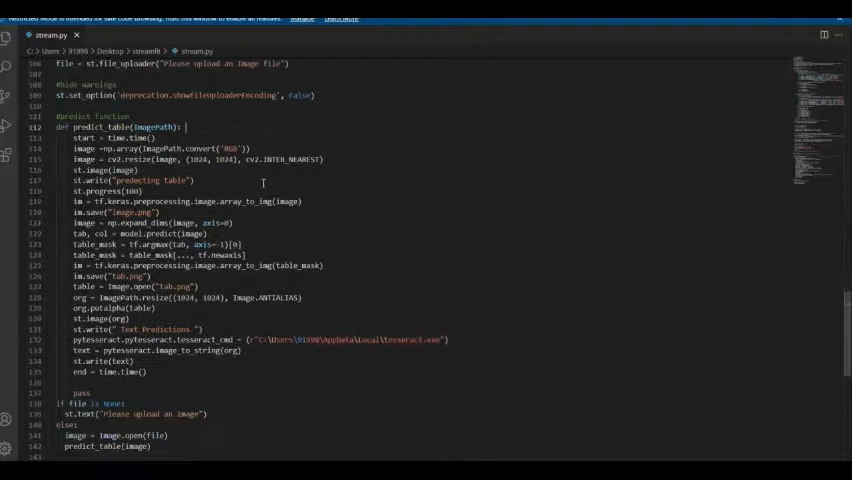 Restricted Mode is intended for safe code browsing. Trust this window to enable all features. Manage Learn More
stream.py
C: > Users > 91998 > Desktop > streamlit > stream.py
106 file = st.file_uploader("Please upload an Image file")
107
108 #hide warnings
109 st.set_option('deprecation.showfileUploaderEncoding', False)
110
111 #predict function
112 def predict_table(ImagePath):
113 start = time.time()
114 image =np.array(ImagePath.convert('RGB'))
115 image = cv2.resize(image, (1024, 1024), cv2.INTER_NEAREST)
116 st.image(image)
117 st.write("predecting table")
118 st.progress(100)
119 im = tf.keras.preprocessing.image.array_to_img(image)
120 im.save("image.png")
121 image = np.expand_dims(image, axis=0)
122 tab, col = model.predict(image)
123 table_mask = tf.argmax(tab, axis=-1)[0]
124 table_mask = table_mask[..., tf.newaxis]
125 im = tf.keras.preprocessing.image.array_to_img(table_mask)
126 im.save("tab.png")
127 table = Image.open("tab.png")
128 org = ImagePath.resize((1024, 1024), Image.ANTIALIAS)
129 org.putalpha(table)
130 st.image(org)
131 st.write(" Text Predictions ")
132 pytesseract.pytesseract.tesseract_cmd = (r"C:\Users\91998\AppData\Local\tesseract.exe")
133 text = pytesseract.image_to_string(org)
134 st.write(text)
135 end = time.time()
136
137 pass
138 if file is None:
139 st.text("Please upload an Image")
140 else:
141 image = Image.open(file)
142 predict_table(image)
143